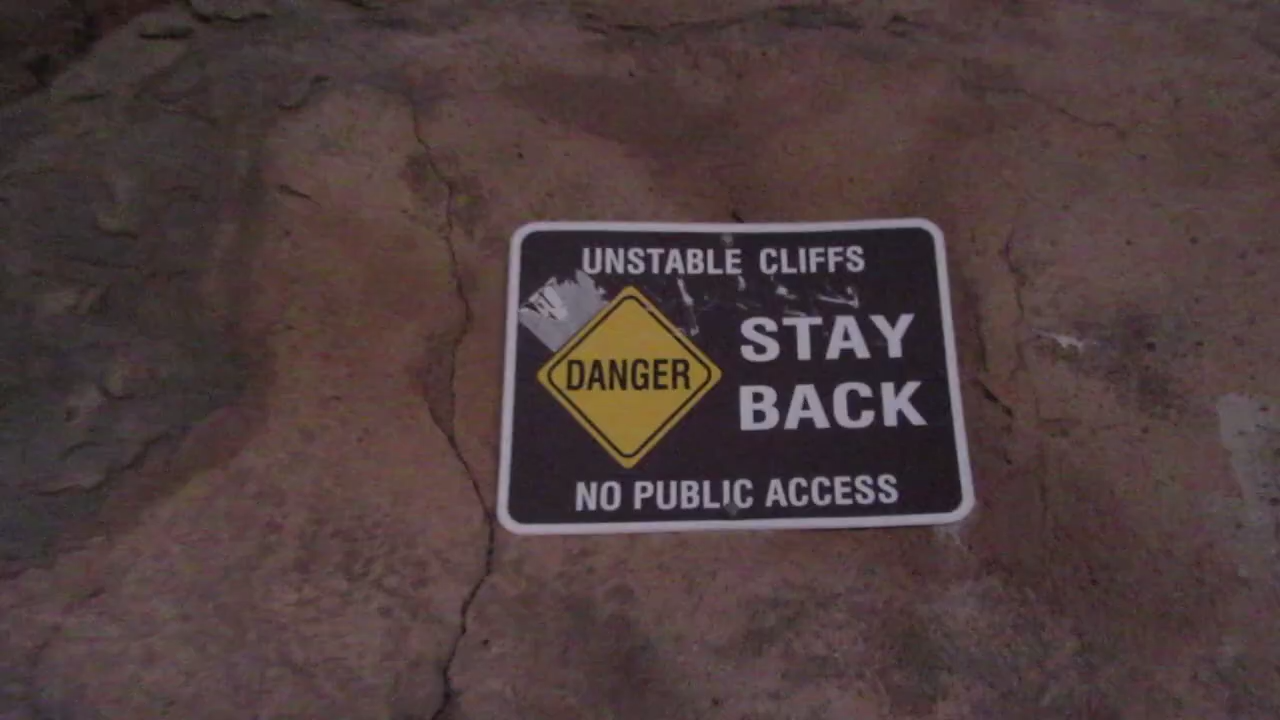 UNSTABLE CLIFFS
DANGER
STAY
BACK
NO PUBLIC ACCESS